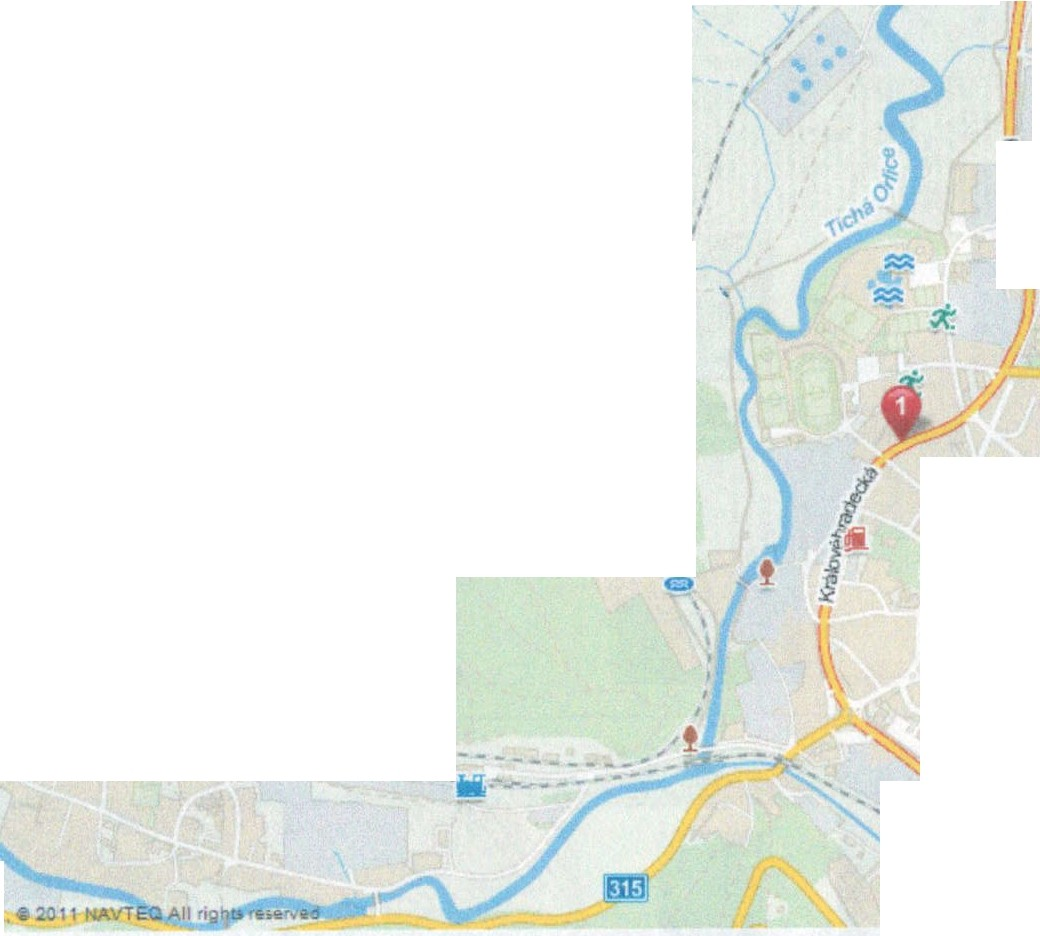 Tichá Orlice
1
Královéhradecká
315
© 2011 NAVTEQ All rights reserved